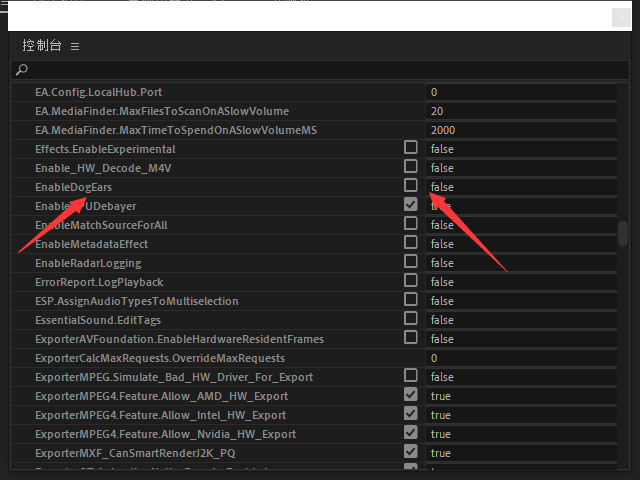 控制台
EA.Config.LocalHub.Port 0
EA.MediaFinder.MaxFilesToScanOnASlowVolume 20
EA.MediaFinder.MaxTimeToSpendOnASlowVolumeMS 2000
Effects.EnableExperimental false
Enable_HW_Decode_M4V false
EnableDogEars false
UDebayer
EnableMatchSourceForAll false
EnableMetadataEffect false
EnableRadarLogging false
ErrorReport.LogPlayback false
ESP.AssignAudioTypesToMultiselection false
EssentialSound.EditTags false
ExporterAVFoundation.EnableHardwareResidentFrames false
ExporterCalcMaxRequests.OverrideMaxRequests 0
ExporterMPEG.Simulate_Bad_HW_Driver_For_Export false
ExporterMPEG4.Feature.Allow_AMD_HW_Export true
ExporterMPEG4.Feature.Allow_Intel_HW_Export true
ExporterMPEG4.Feature.Allow_Nvidia_HW_Export true
ExporterMXF_CanSmartRenderJ2K_PQ true